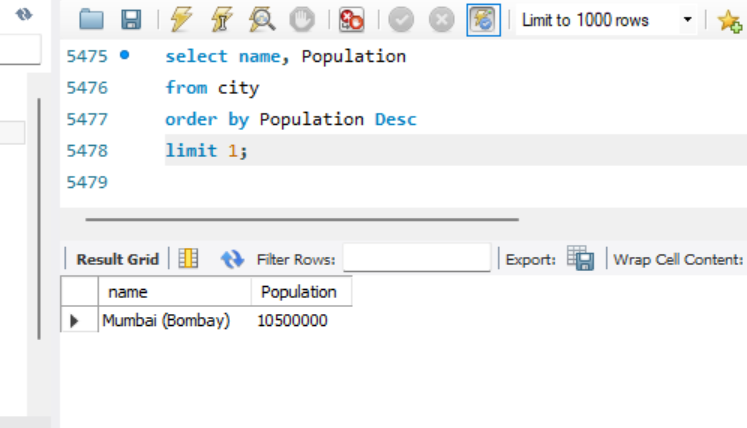 Limit to 1000 rows
5475 select name, Population
5476 from city
5477 order by Population Desc
5478 limit 1;
5479
Result Grid Filter Rows: Export: Wrap Cell Content:
name Population
Mumbai (Bombay) 10500000